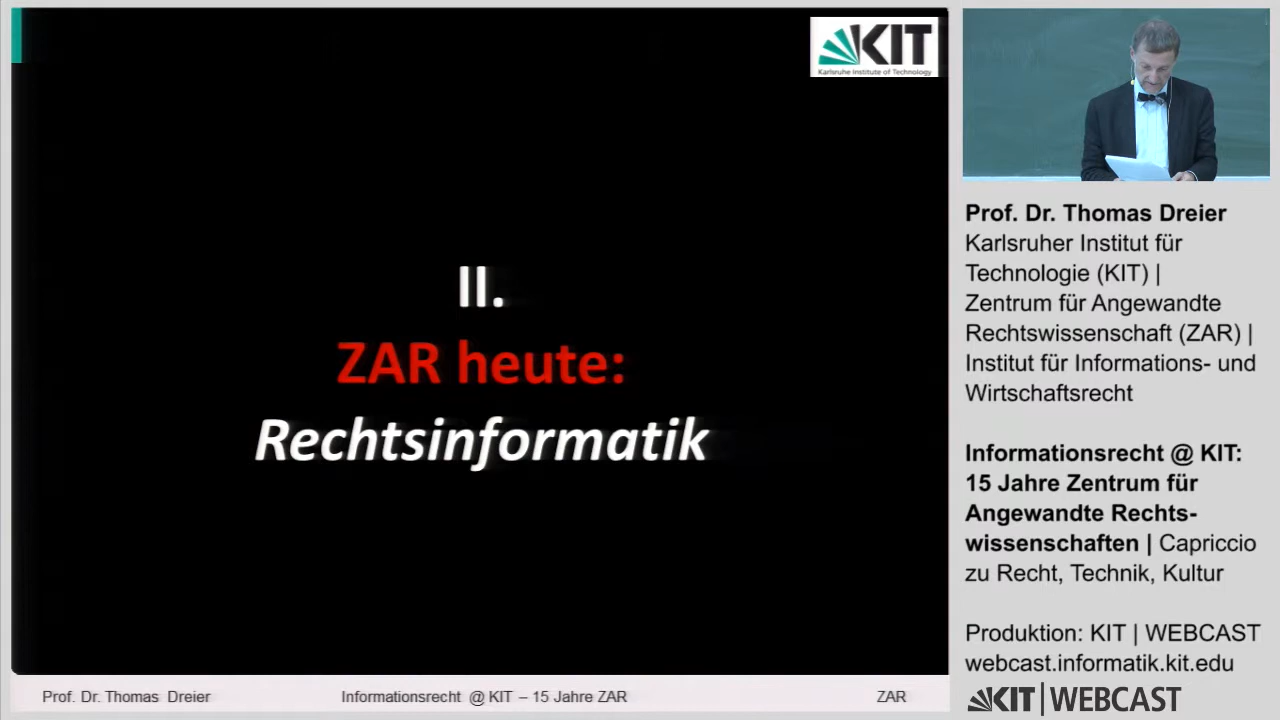 KIT
Karlsruhe Institute of Technology
II.
ZAR heute:
Rechtsinformatik
Prof. Dr. Thomas Dreier
Informationsrecht @ KIT – 15 Jahre ZAR
ZAR
Prof. Dr. Thomas Dreier
Karlsruher Institut für
Technologie (KIT) |
Zentrum für Angewandte
Rechtswissenschaft (ZAR) |
Institut für Informations- und
Wirtschaftsrecht
Informationsrecht @ KIT:
15 Jahre Zentrum für
Angewandte Rechts-
wissenschaften | Capriccio
zu Recht, Technik, Kultur
Produktion: KIT | WEBCAST
webcast.informatik.kit.edu
KIT | WEBCAST